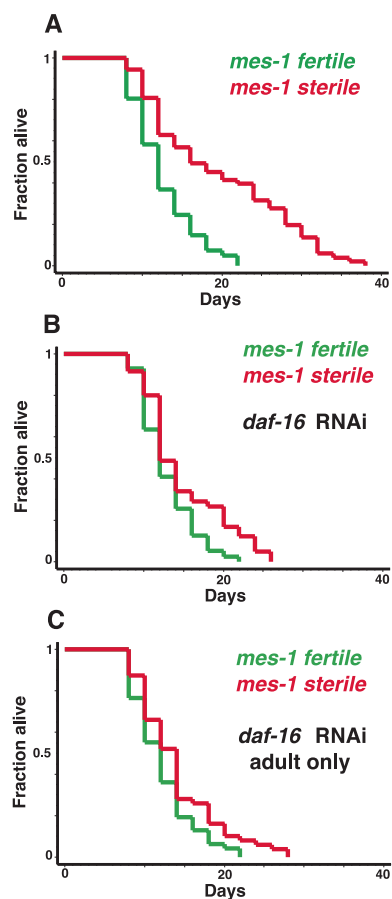 A
mes-1 fertile
mes-1 sterile
1
0.5
0
Fraction alive
0
20
40
Days
B
mes-1 fertile
mes-1 sterile
daf-16 RNAi
1
0.5
0
Fraction alive
0
20
40
Days
C
mes-1 fertile
mes-1 sterile
daf-16 RNAi
adult only
1
0.5
0
Fraction alive
0
20
40
Days